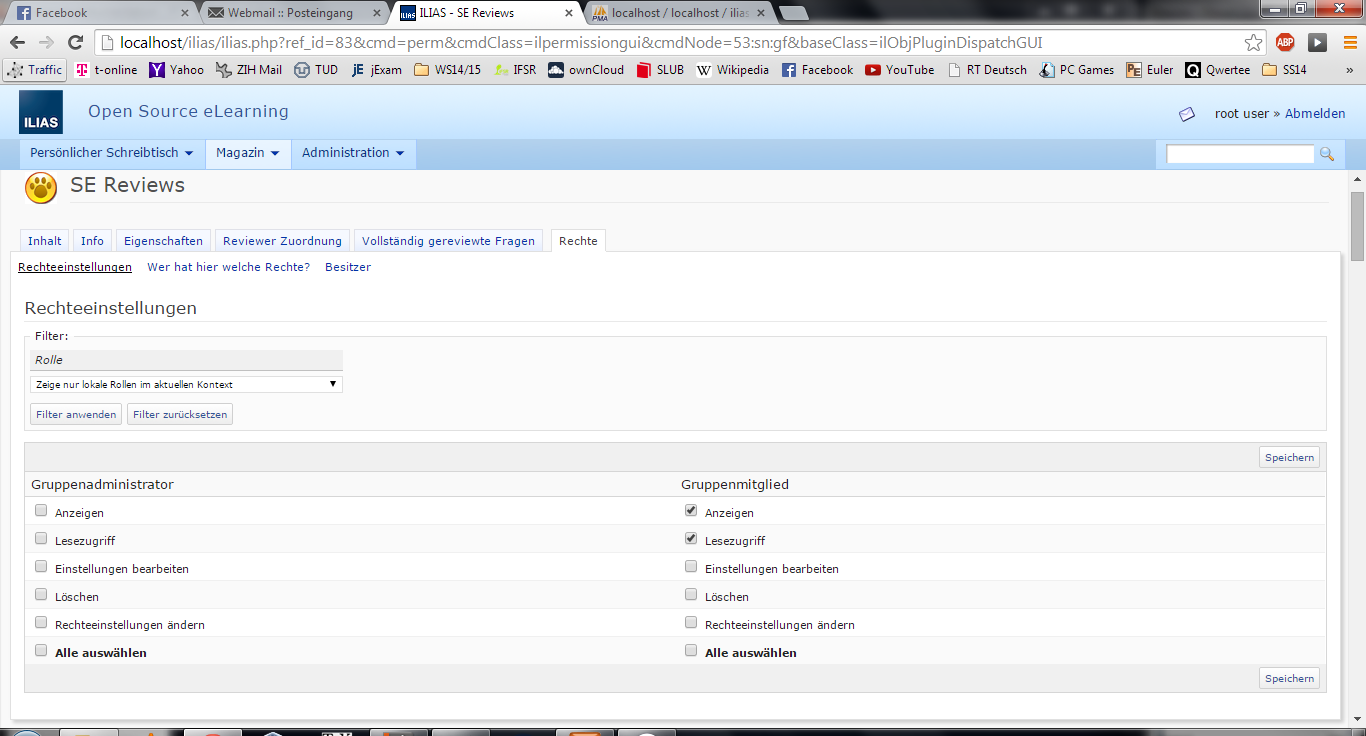 Facebook Webmail :: Posteingang ILIAS - SE Reviews localhost / localhost / ilias
localhost/ilias/ilias.php?ref_id=83&cmd=perm&cmdClass=ilpermissiongui&cmdNode=53:sn:gf&baseClass=ilObjPluginDispatchGUI ABP
Traffic t-online Yahoo ZIH Mail TUD jExam WS14/15 IFSR ownCloud SLUB Wikipedia Facebook YouTube RT Deutsch PC Games Euler Qwertee SS14 »
ILIAS Open Source eLearning root user » Abmelden
Persönlicher Schreibtisch Magazin Administration
SE Reviews
Inhalt Info Eigenschaften Reviewer Zuordnung Vollständig gereviewte Fragen Rechte
Rechteeinstellungen Wer hat hier welche Rechte? Besitzer
Rechteeinstellungen
Filter:
Rolle
Zeige nur lokale Rollen im aktuellen Kontext
Filter anwenden Filter zurücksetzen
Speichern
Gruppenadministrator Gruppenmitglied
Anzeigen Anzeigen
Lesezugriff Lesezugriff
Einstellungen bearbeiten Einstellungen bearbeiten
Löschen Löschen
Rechteeinstellungen ändern Rechteeinstellungen ändern
Alle auswählen Alle auswählen
Speichern